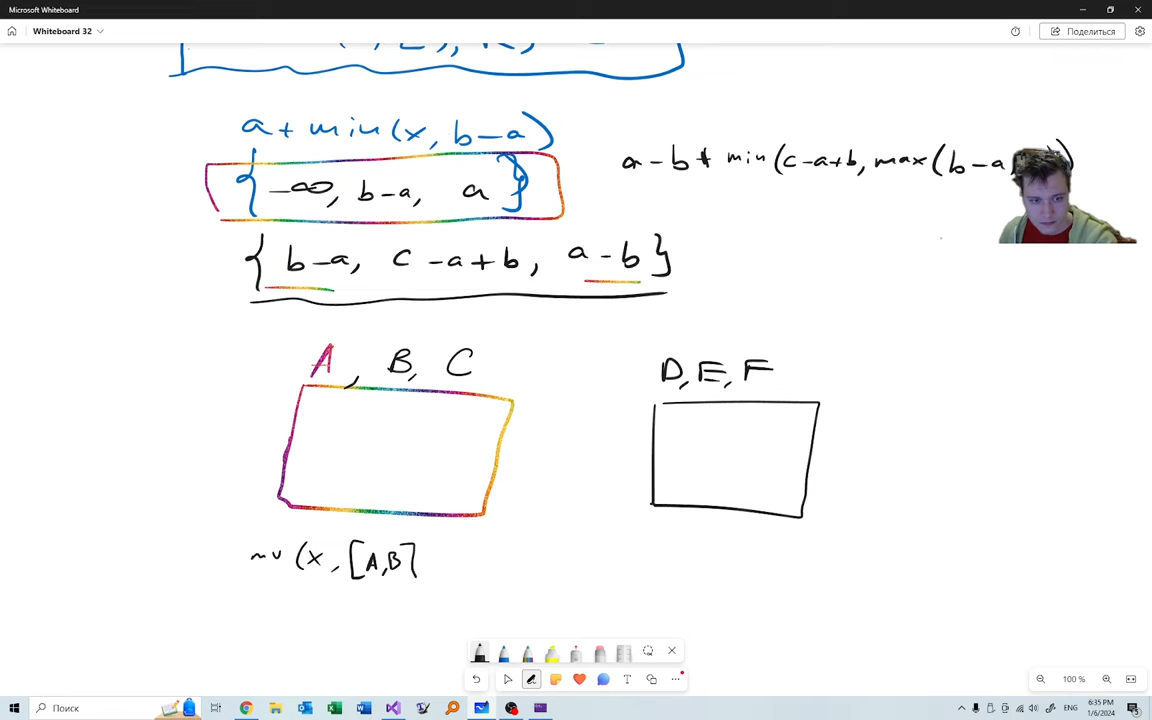 Microsoft Whiteboard
Whiteboard 32
Поделиться
a + min(x, b-a)
a - b + min(c-a+b, max(b-a
{-∞, b-a, a}
{b-a, c-a+b, a-b}
A, B, C
D, E, F
(x, [A,B]
100 %
Поиск
ENG
6:35 PM
1/6/2024